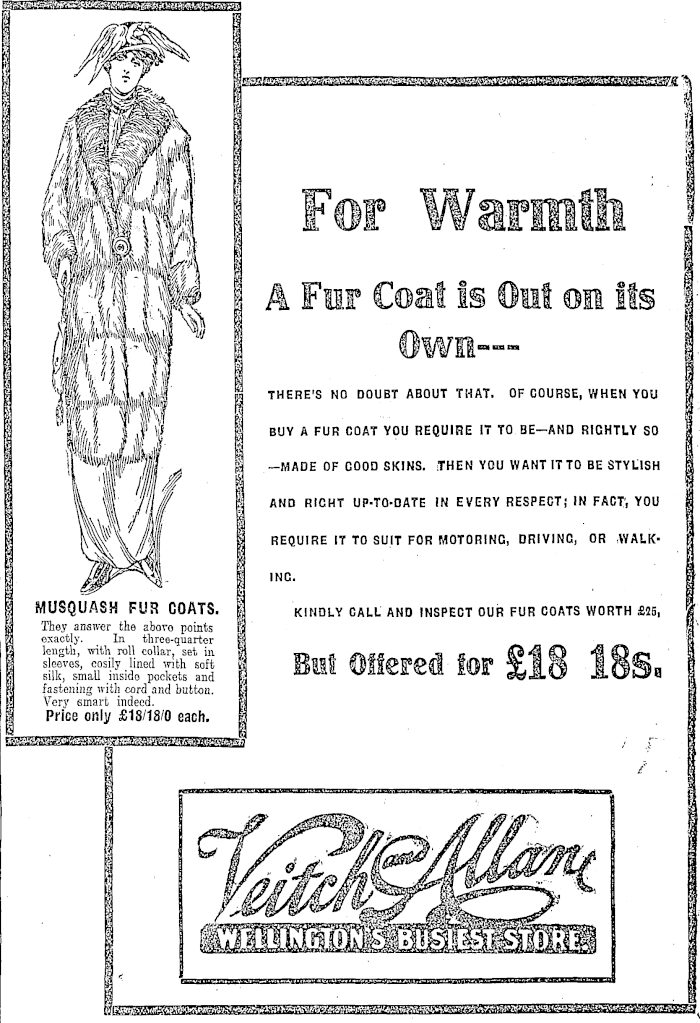 For Warmth
A Fur Coat is Out on its
Own---
THERE'S NO DOUBT ABOUT THAT. OF COURSE, WHEN YOU
BUY A FUR COAT YOU REQUIRE IT TO BE—AND RIGHTLY SO
—MADE OF GOOD SKINS. THEN YOU WANT IT TO BE STYLISH
AND RIGHT UP-TO-DATE IN EVERY RESPECT; IN FACT, YOU
REQUIRE IT TO SUIT FOR MOTORING, DRIVING, OR WALK-
ING.
KINDLY CALL AND INSPECT OUR FUR COATS WORTH £25,
But Offered for £18 18s.
MUSQUASH FUR COATS.
They answer the above points
exactly. In three-quarter
length, with roll collar, set in
sleeves, cosily lined with soft
silk, small inside pockets and
fastening with cord and button.
Very smart indeed.
Price only £18/18/0 each.
Veitch and Allan
WELLINGTON'S BUSIEST STORE.